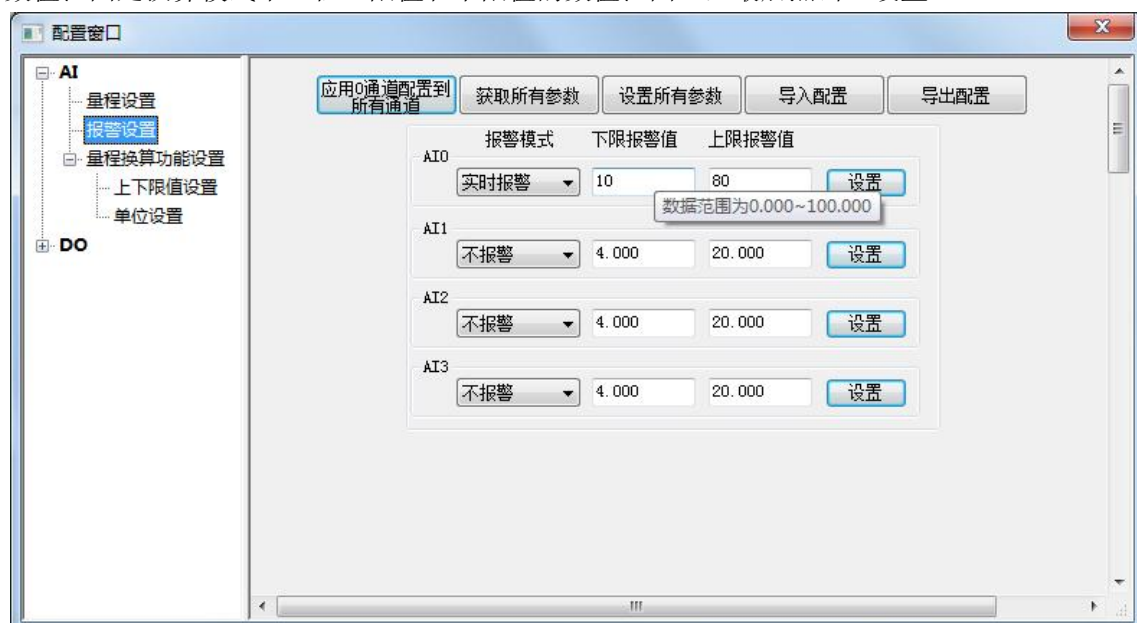 配置窗口
AI
量程设置
报警设置
量程换算功能设置
上下限值设置
单位设置
DO
应用0通道配置到
所有通道
获取所有参数
设置所有参数
导入配置
导出配置
报警模式 下限报警值 上限报警值
AI0
实时报警 10 80 设置
数据范围为0.000~100.000
AI1
不报警 4.000 20.000 设置
AI2
不报警 4.000 20.000 设置
AI3
不报警 4.000 20.000 设置